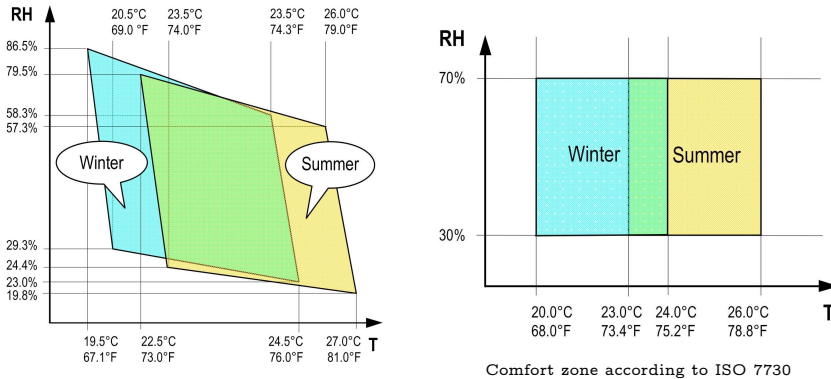 RH
20.5°C 23.5°C 23.5°C 26.0°C
69.0 °F 74.0 °F 74.3°F 79.0 °F
86.5%
79.5%
58.3%
57.3%
Winter
Summer
29.3%
24.4%
23.0%
19.8%
19.5°C 22.5°C 24.5°C 27.0°C
67.1°F 73.0°F 76.0°F 81.0°F
T
RH
70%
Winter Summer
30%
20.0°C 23.0°C 24.0°C 26.0°C
68.0°F 73.4°F 75.2°F 78.8°F
T
Comfort zone according to ISO 7730